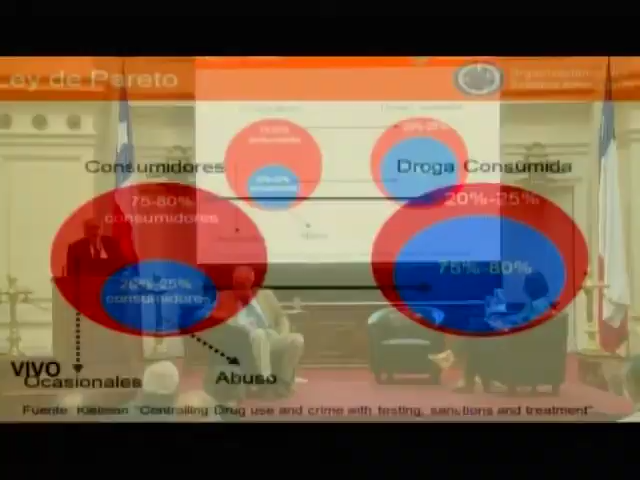 Ley de Pareto
Consumidores
Droga Consumida
75-80%
consumidores
20%-25%
20%-25%
consumidores
75%-80%
VIVO
Ocasionales
Abuso
Fuente: Kleiman "Controlling Drug use and crime with testing, sanctions and treatment"